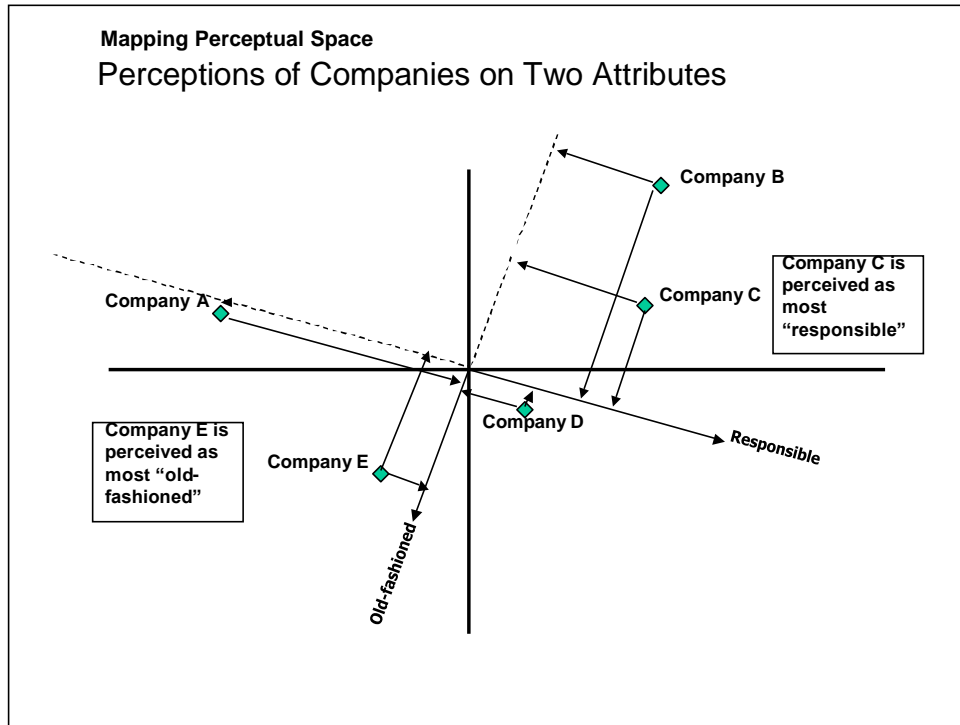 Mapping Perceptual Space
Perceptions of Companies on Two Attributes
Company B
Company C is
perceived as
most
“responsible”
Company C
Company A
Company D
Company E is
perceived as
most “old-
fashioned”
Company E
Responsible
Old-fashioned